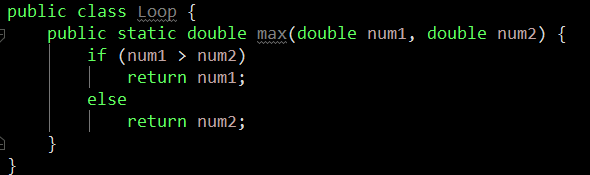 public class Loop {
    public static double max(double num1, double num2) {
        if (num1 > num2)
            return num1;
        else
            return num2;
    }
}